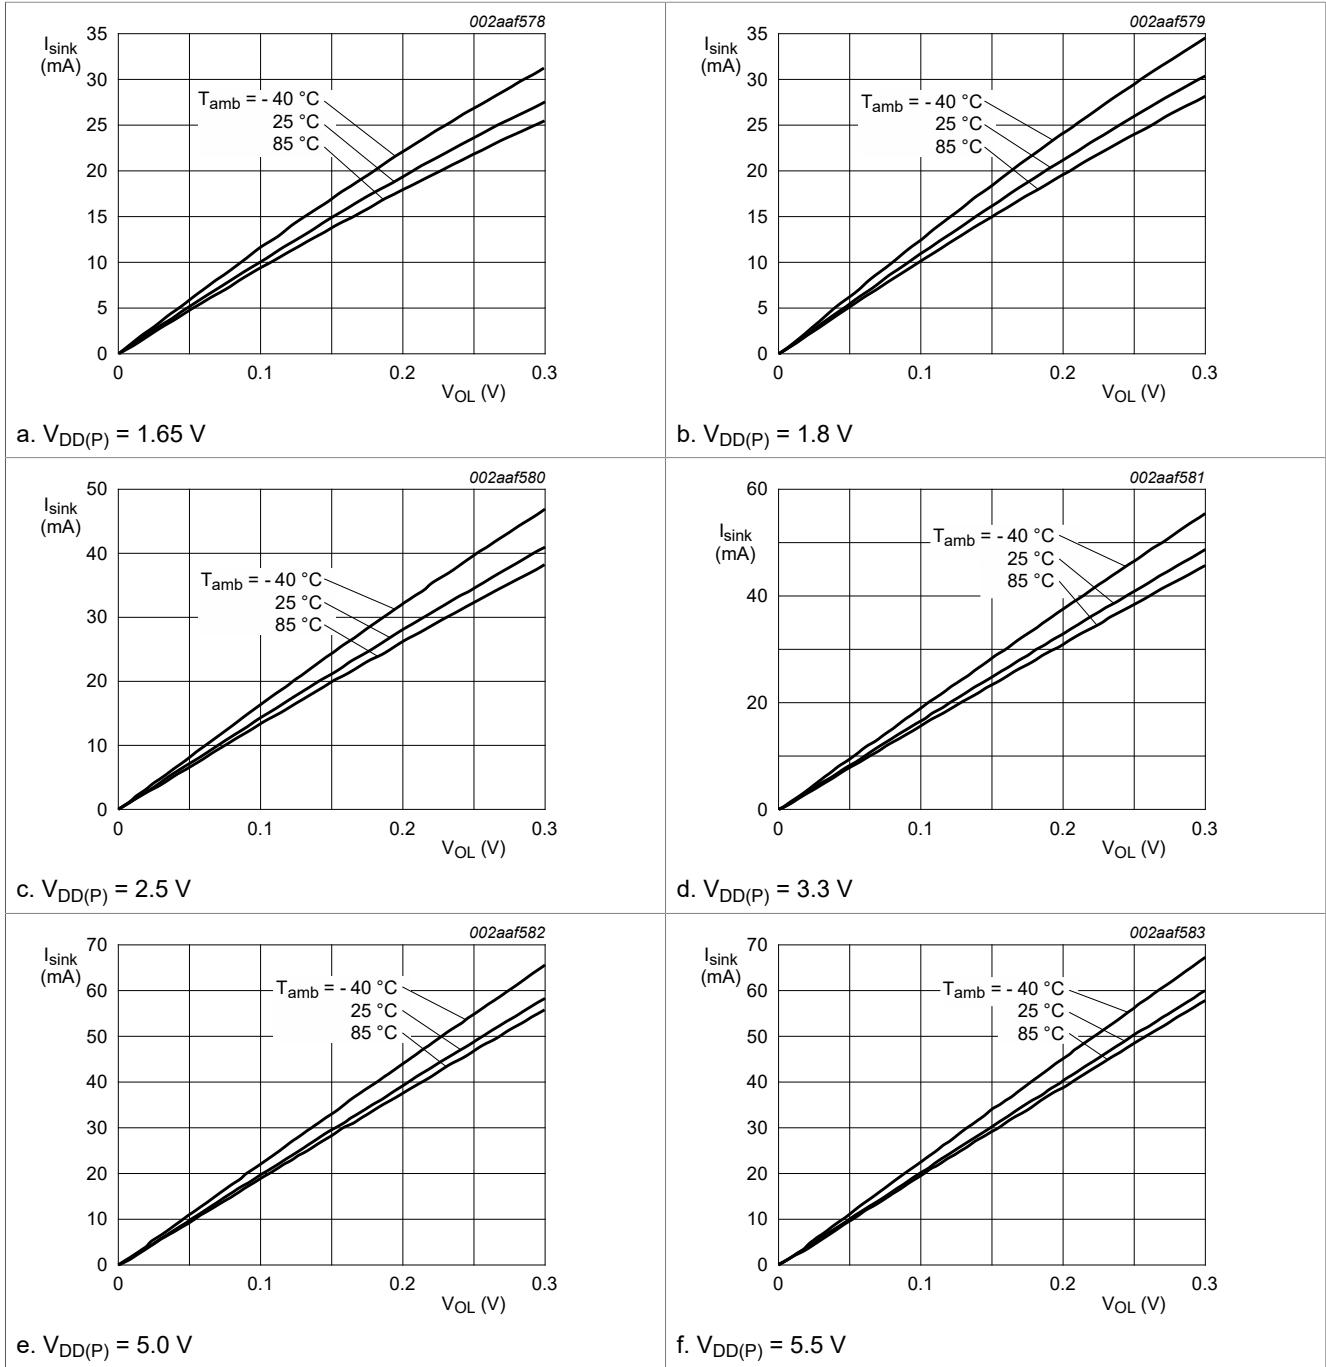 002aaf578
Isink
(mA)
35
30
25
20
15
10
5
0
Tamb = - 40 °C
25 °C
85 °C
0 0.1 0.2 0.3
VOL (V)
a. VDD(P) = 1.65 V
002aaf579
Isink
(mA)
35
30
25
20
15
10
5
0
Tamb = - 40 °C
25 °C
85 °C
0 0.1 0.2 0.3
VOL (V)
b. VDD(P) = 1.8 V
002aaf580
Isink
(mA)
50
40
30
20
10
0
Tamb = - 40 °C
25 °C
85 °C
0 0.1 0.2 0.3
VOL (V)
c. VDD(P) = 2.5 V
002aaf581
Isink
(mA)
60
40
20
0
Tamb = - 40 °C
25 °C
85 °C
0 0.1 0.2 0.3
VOL (V)
d. VDD(P) = 3.3 V
002aaf582
Isink
(mA)
70
60
50
40
30
20
10
0
Tamb = - 40 °C
25 °C
85 °C
0 0.1 0.2 0.3
VOL (V)
e. VDD(P) = 5.0 V
002aaf583
Isink
(mA)
70
60
50
40
30
20
10
0
Tamb = - 40 °C
25 °C
85 °C
0 0.1 0.2 0.3
VOL (V)
f. VDD(P) = 5.5 V